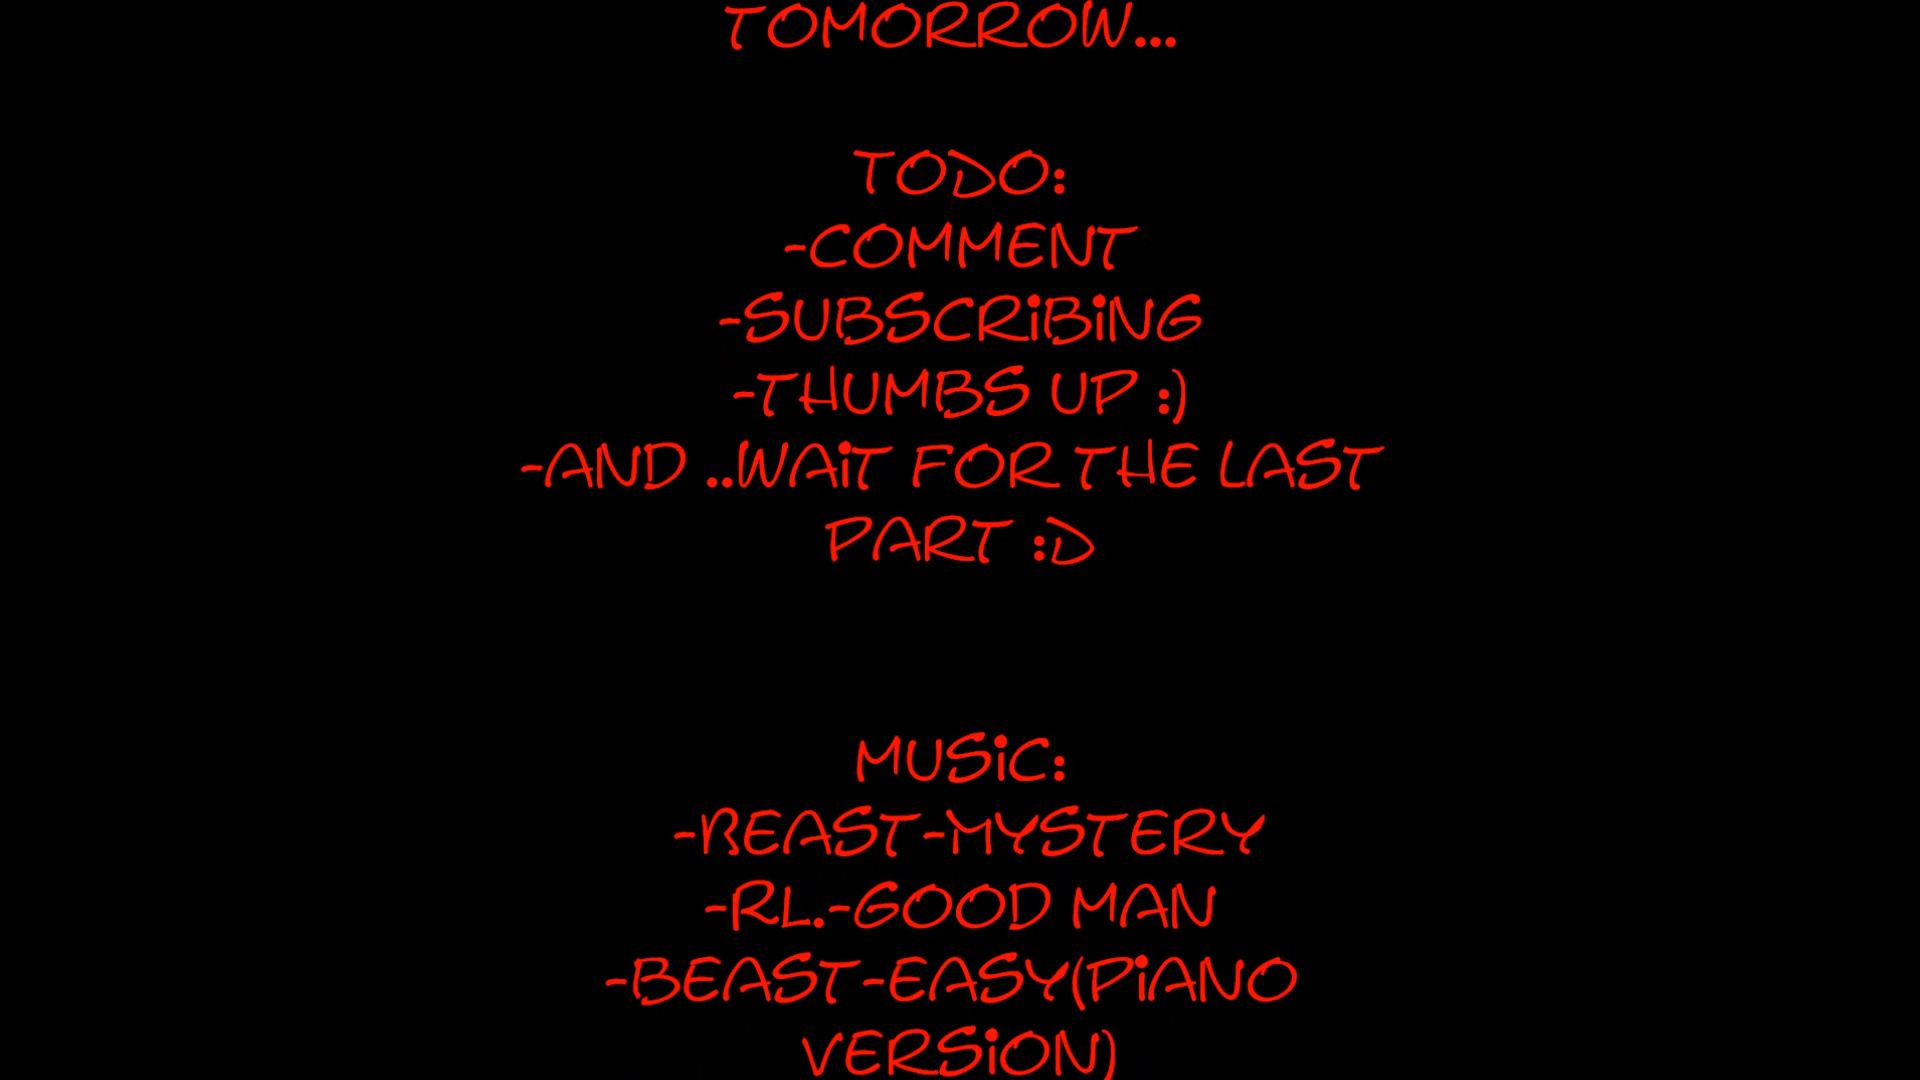 TOMORROW...
TODO:
-COMMENT
-SUBSCRiBiNG
-THUMBS UP :)
-AND ..WAiT FOR THE LAST
PART :D
MUSiC:
-BEAST-MYSTERY
-RL.-GOOD MAN
-BEAST-EASY(PiANO
VERSiON)